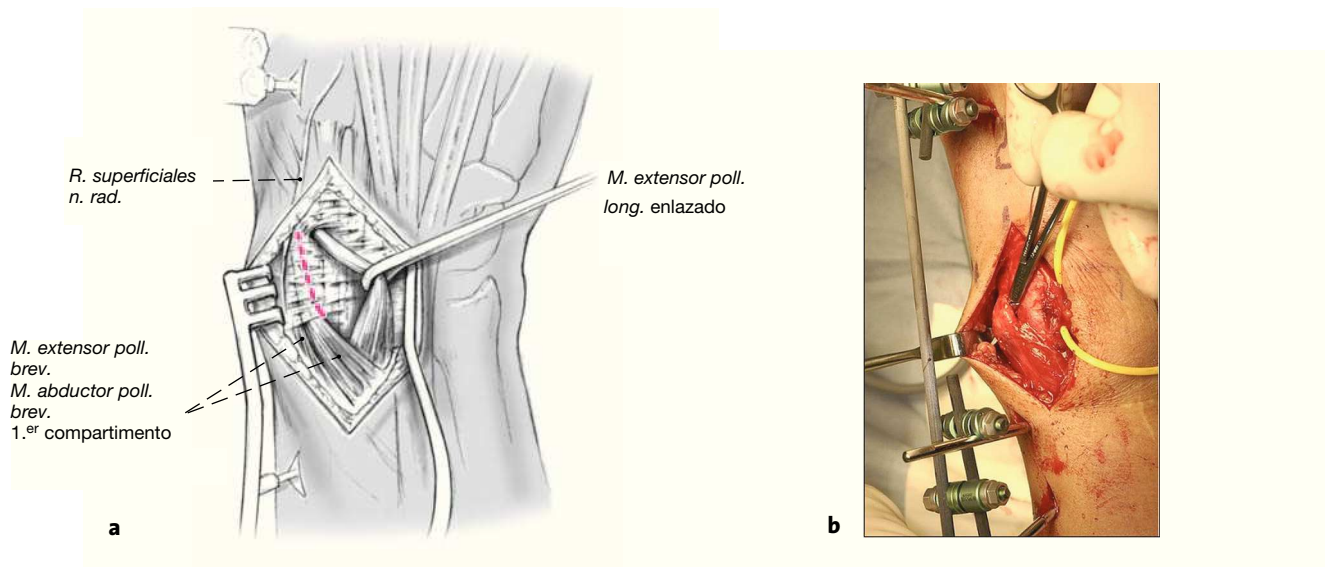 R. superficiales
n. rad.
M. extensor poll.
long. enlazado
M. extensor poll.
brev.
M. abductor poll.
brev.
1.er compartimento
a
b